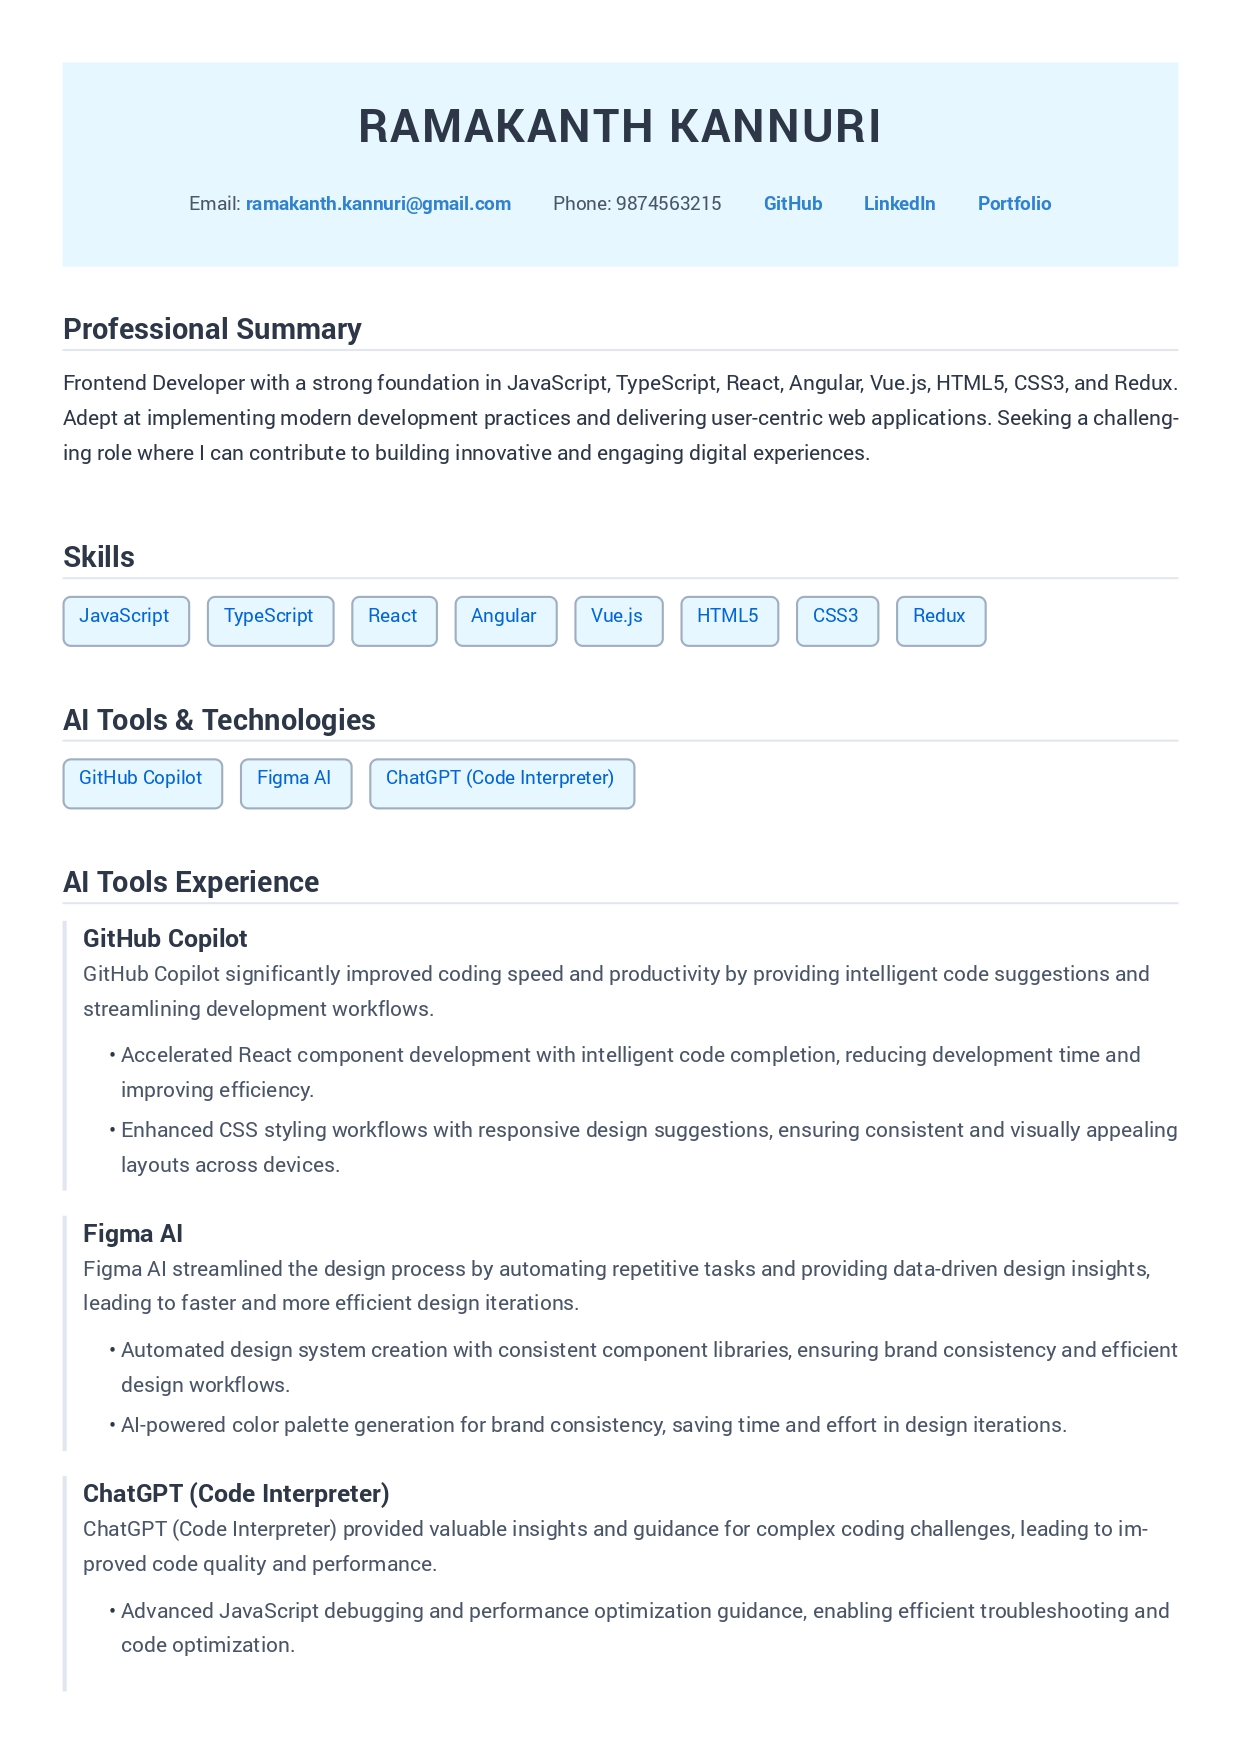 RAMAKANTH KANNURI
Email: ramakanth.kannuri@gmail.com Phone: 9874563215 GitHub LinkedIn Portfolio
Professional Summary
Frontend Developer with a strong foundation in JavaScript, TypeScript, React, Angular, Vue.js, HTML5, CSS3, and Redux.
Adept at implementing modern development practices and delivering user-centric web applications. Seeking a challeng-
ing role where I can contribute to building innovative and engaging digital experiences.
Skills
JavaScript TypeScript React Angular Vue.js HTML5 CSS3 Redux
AI Tools & Technologies
GitHub Copilot Figma AI ChatGPT (Code Interpreter)
AI Tools Experience
GitHub Copilot
GitHub Copilot significantly improved coding speed and productivity by providing intelligent code suggestions and
streamlining development workflows.
• Accelerated React component development with intelligent code completion, reducing development time and
improving efficiency.
• Enhanced CSS styling workflows with responsive design suggestions, ensuring consistent and visually appealing
layouts across devices.
Figma AI
Figma AI streamlined the design process by automating repetitive tasks and providing data-driven design insights,
leading to faster and more efficient design iterations.
• Automated design system creation with consistent component libraries, ensuring brand consistency and efficient
design workflows.
• AI-powered color palette generation for brand consistency, saving time and effort in design iterations.
ChatGPT (Code Interpreter)
ChatGPT (Code Interpreter) provided valuable insights and guidance for complex coding challenges, leading to im-
proved code quality and performance.
• Advanced JavaScript debugging and performance optimization guidance, enabling efficient troubleshooting and
code optimization.